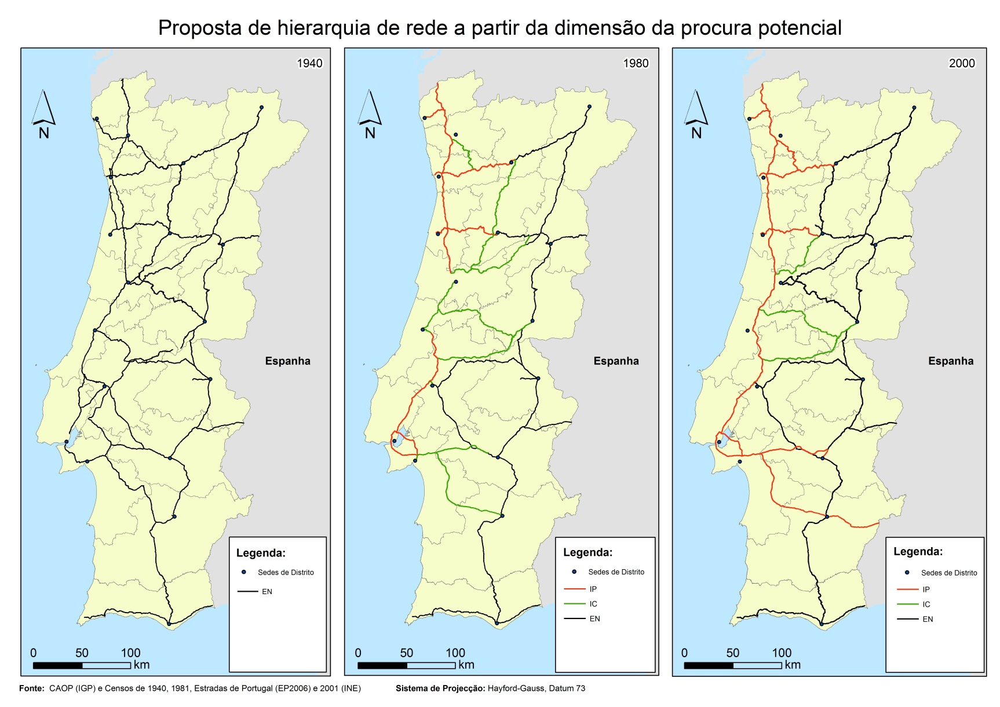 Proposta de hierarquia de rede a partir da dimensão da procura potencial
1940
N
Espanha
Legenda:
Sedes de Distrito
EN
0 50 100
km
1980
N
Espanha
Legenda:
Sedes de Distrito
IP
IC
EN
0 50 100
km
2000
N
Espanha
Legenda:
Sedes de Distrito
IP
IC
EN
0 50 100
km
Fonte: CAOP (IGP) e Censos de 1940, 1981, Estradas de Portugal (EP2006) e 2001 (INE) Sistema de Projecção: Hayford-Gauss, Datum 73